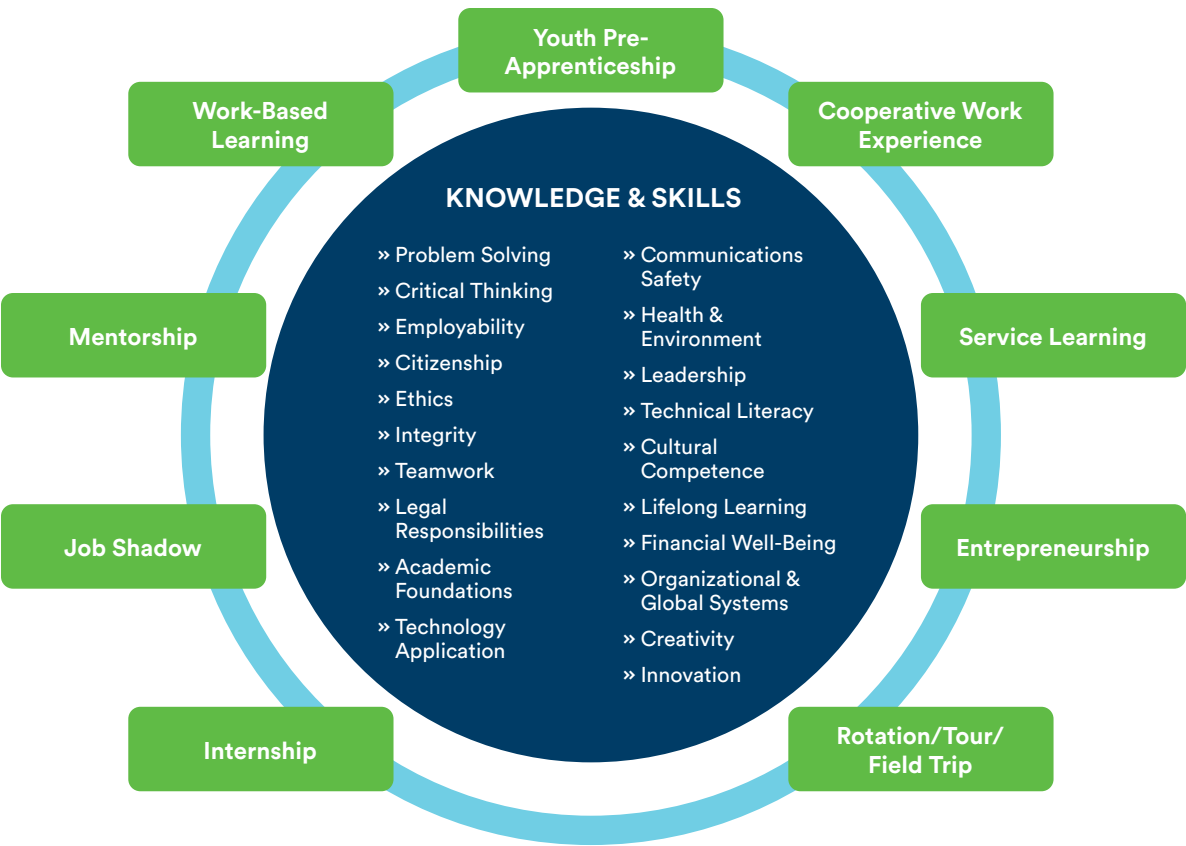 Youth Pre-
Apprenticeship
Work-Based
Learning
Cooperative Work
Experience
Mentorship
Service Learning
Job Shadow
Entrepreneurship
Internship
Rotation/Tour/
Field Trip
KNOWLEDGE & SKILLS
» Problem Solving
» Critical Thinking
» Employability
» Citizenship
» Ethics
» Integrity
» Teamwork
» Legal
Responsibilities
» Academic
Foundations
» Technology
Application
» Communications
Safety
» Health &
Environment
» Leadership
» Technical Literacy
» Cultural
Competence
» Lifelong Learning
» Financial Well-Being
» Organizational &
Global Systems
» Creativity
» Innovation